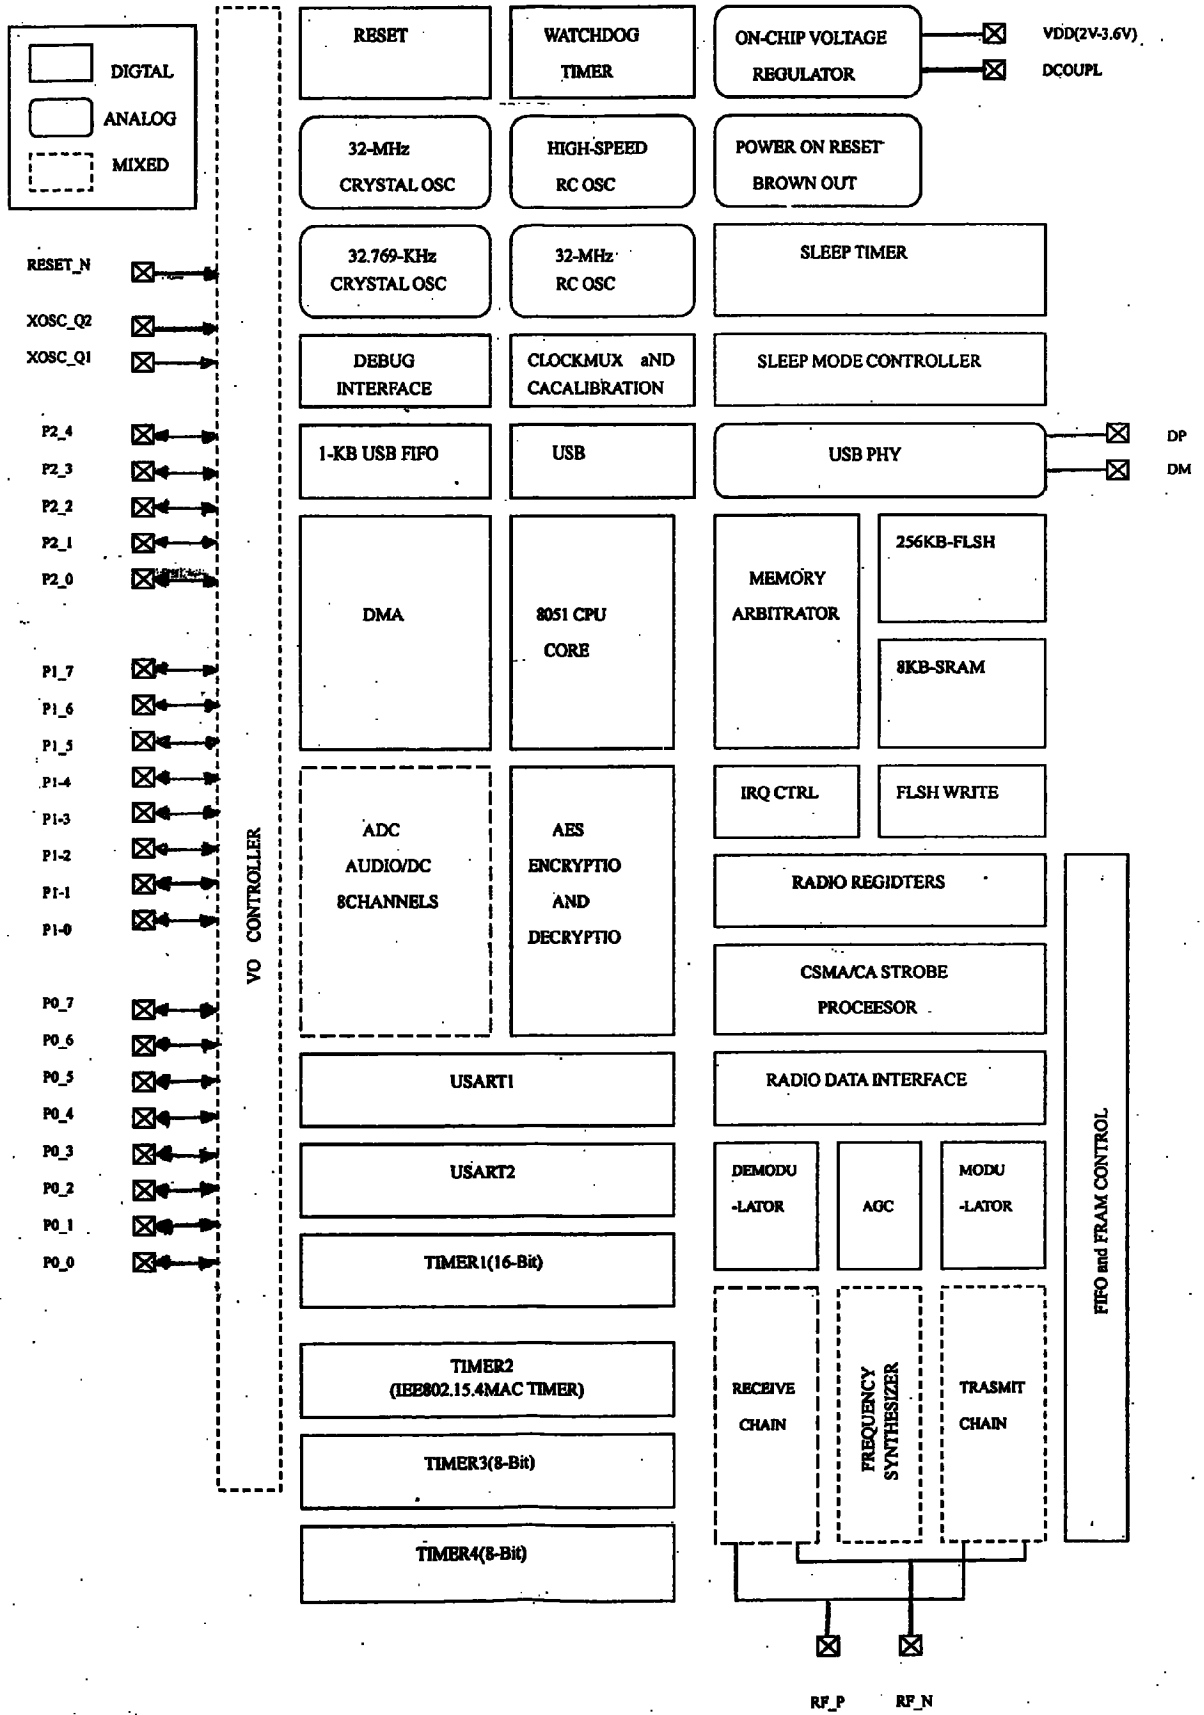 DIGTAL
ANALOG
MIXED
RESET
WATCHDOG
TIMER
ON-CHIP VOLTAGE
REGULATOR
VDD(2V-3.6V)
DCOUPL
32-MHz
CRYSTAL OSC
HIGH-SPEED
RC OSC
POWER ON RESET
BROWN OUT
32.769-KHz
CRYSTAL OSC
32-MHz
RC OSC
SLEEP TIMER
RESET_N
XOSC_Q2
XOSC_Q1
DEBUG
INTERFACE
CLOCKMUX aND
CACALIBRATION
SLEEP MODE CONTROLLER
1-KB USB FIFO
USB
USB PHY
DP
DM
P2_4
P2_3
P2_2
P2_1
P2_0
DMA
8051 CPU
CORE
MEMORY
ARBITRATOR
256KB-FLSH
8KB-SRAM
P1_7
P1_6
P1_5
P1-4
P1-3
P1-2
P1-1
P1-0
VO CONTROLLER
ADC
AUDIO/DC
8CHANNELS
AES
ENCRYPTIO
AND
DECRYPTIO
IRQ CTRL
FLSH WRITE
RADIO REGIDTERS
CSMA/CA STROBE
PROCEESOR
RADIO DATA INTERFACE
P0_7
P0_6
P0_5
P0_4
P0_3
P0_2
P0_1
P0_0
USART1
USART2
TIMER1(16-Bit)
TIMER2
(IEE802.15.4MAC TIMER)
TIMER3(8-Bit)
TIMER4(8-Bit)
DEMODU
-LATOR
AGC
MODU
-LATOR
RECEIVE
CHAIN
FREQUENCY
SYNTHESIZER
TRASMIT
CHAIN
FIFO and FRAM CONTROL
RF_P
RF_N